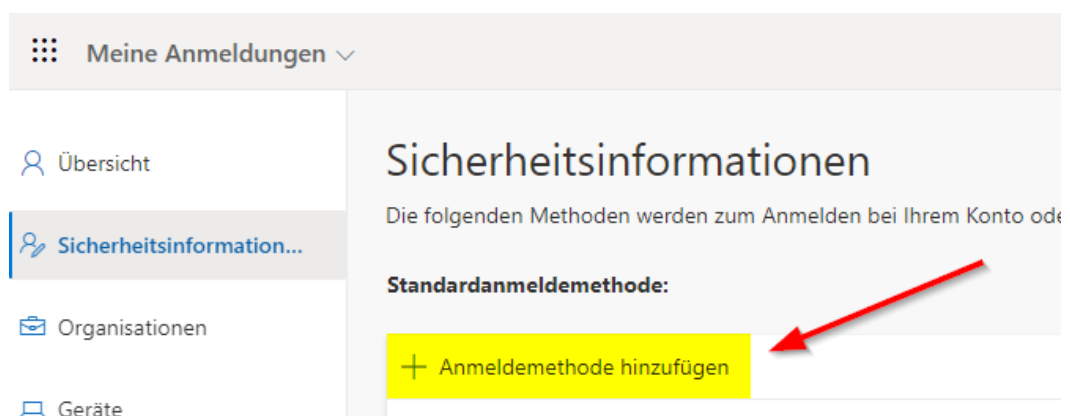 Meine Anmeldungen
Übersicht
Sicherheitsinformation...
Organisationen
Geräte
Sicherheitsinformationen
Die folgenden Methoden werden zum Anmelden bei Ihrem Konto ode
Standardanmeldemethode:
Anmeldemethode hinzufügen